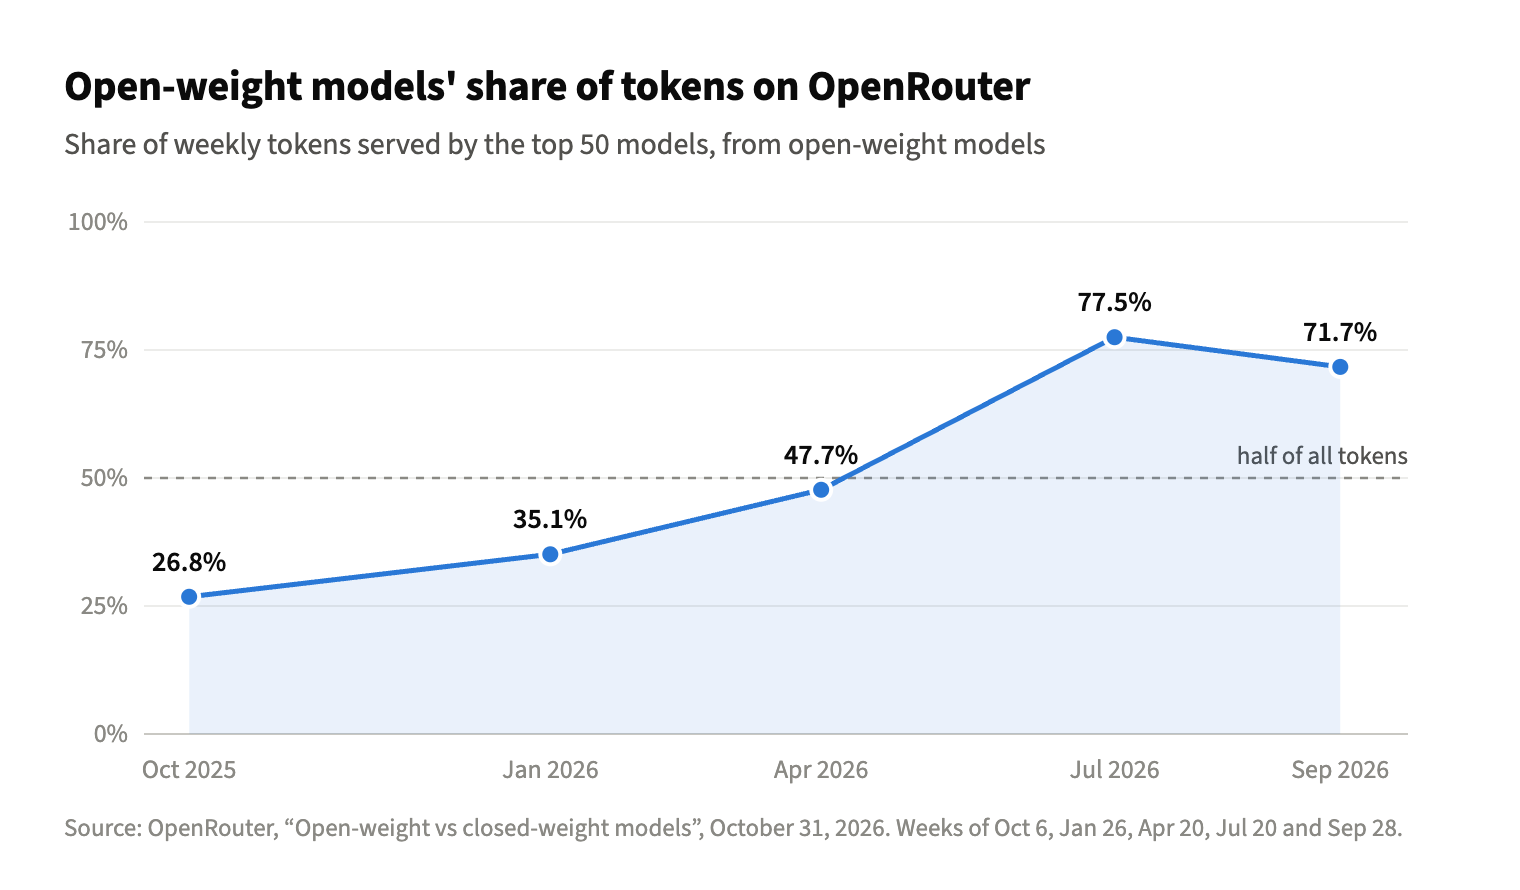 Open-weight models' share of tokens on OpenRouter
Share of weekly tokens served by the top 50 models, from open-weight models
100%
77.5%
71.7%
75%
47.7%
half of all tokens
50%
35.1%
26.8%
25%
0%
Oct 2025 Jan 2026 Apr 2026 Jul 2026 Sep 2026
Source: OpenRouter, “Open-weight vs closed-weight models”, October 31, 2026. Weeks of Oct 6, Jan 26, Apr 20, Jul 20 and Sep 28.